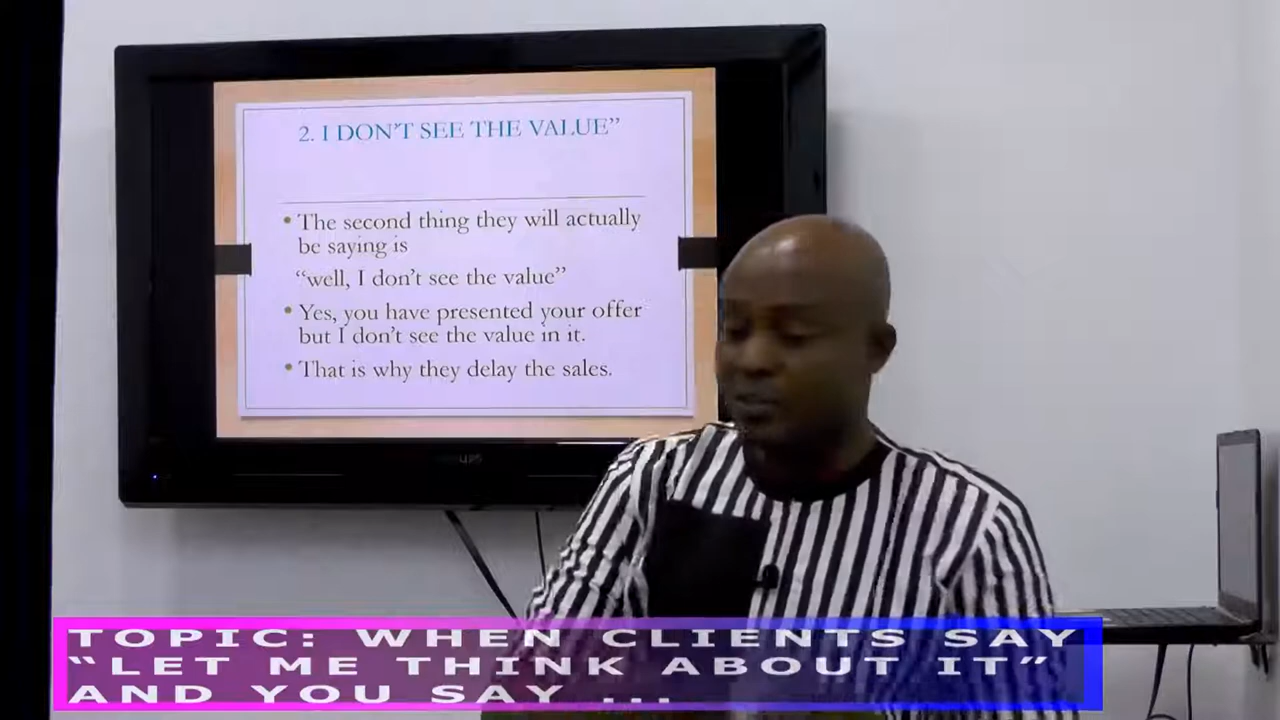 2. I DON'T SEE THE VALUE”
• The second thing they will actually
be saying is
“well, I don't see the value”
• Yes, you have presented your offer
but I don't see the value in it.
• That is why they delay the sales.
TOPIC: WHEN CLIENTS SAY
“LET ME THINK ABOUT IT”
AND YOU SAY ...